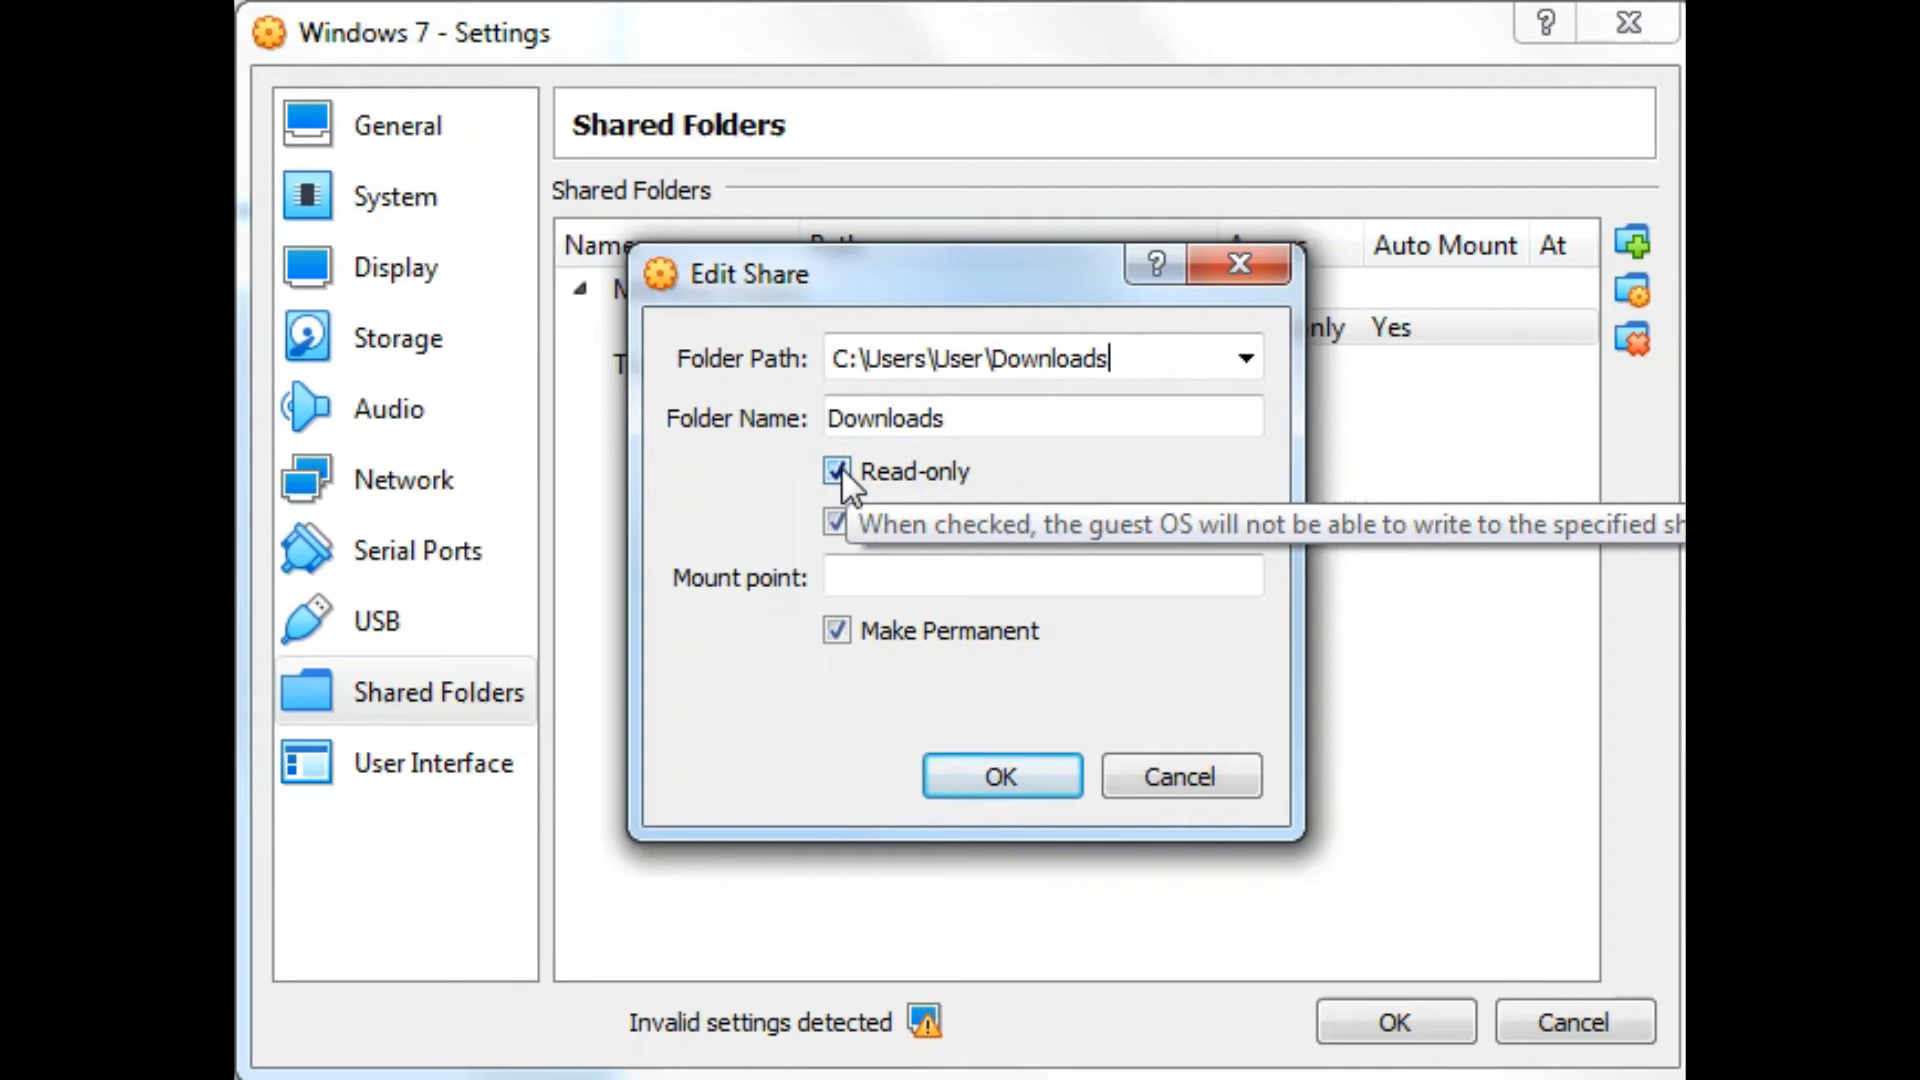 Windows 7 - Settings
General
System
Display
Storage
Audio
Network
Serial Ports
USB
Shared Folders
User Interface
Shared Folders
Shared Folders
Name
Auto Mount
At
Yes
Edit Share
Folder Path:
C:\Users\User\Downloads
Folder Name:
Downloads
Read-only
When checked, the guest OS will not be able to write to the specified
Mount point:
Make Permanent
OK
Cancel
Invalid settings detected
OK
Cancel